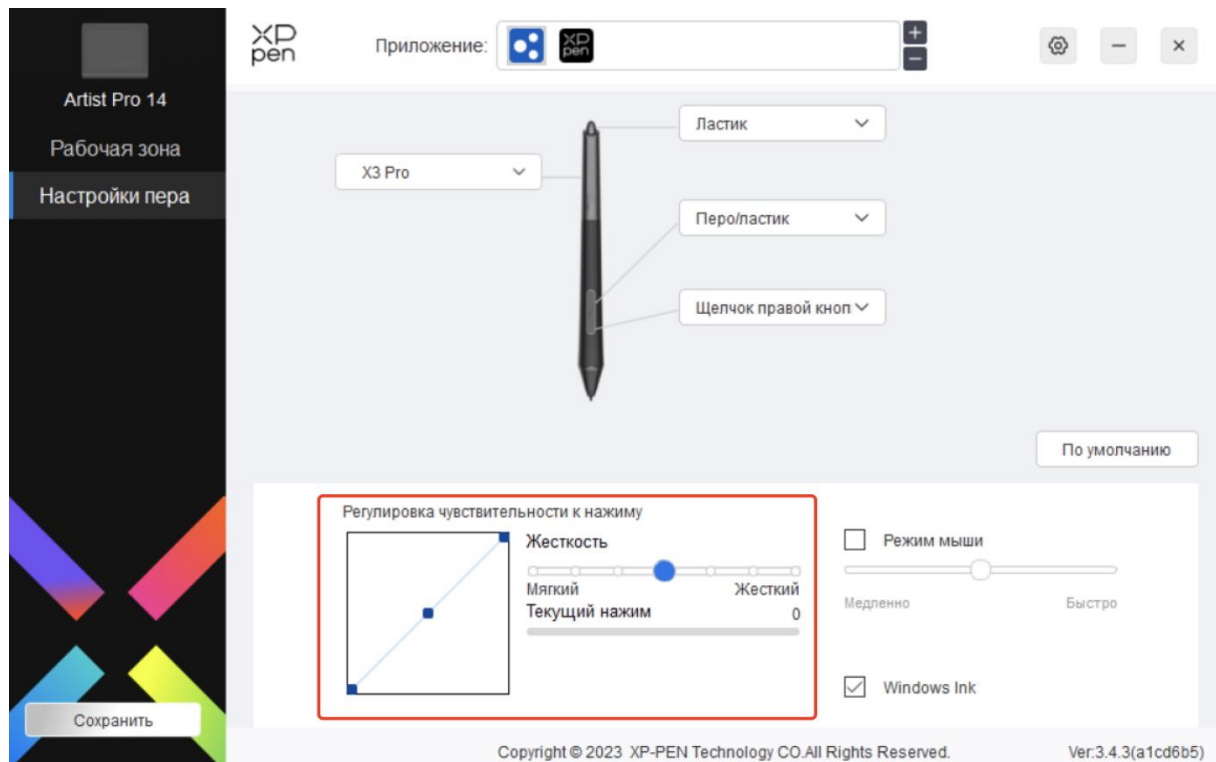 XP
pen
Приложение:
XP
pen
Artist Pro 14
Рабочая зона
Настройки пера
X3 Pro
Ластик
Перо/ластик
Щелчок правой кноп
По умолчанию
Регулировка чувствительности к нажиму
Жесткость
Мягкий Жесткий
Текущий нажим 0
Режим мыши
Медленно Быстро
Windows Ink
Сохранить
Copyright © 2023 XP-PEN Technology CO.All Rights Reserved. Ver:3.4.3(a1cd6b5)